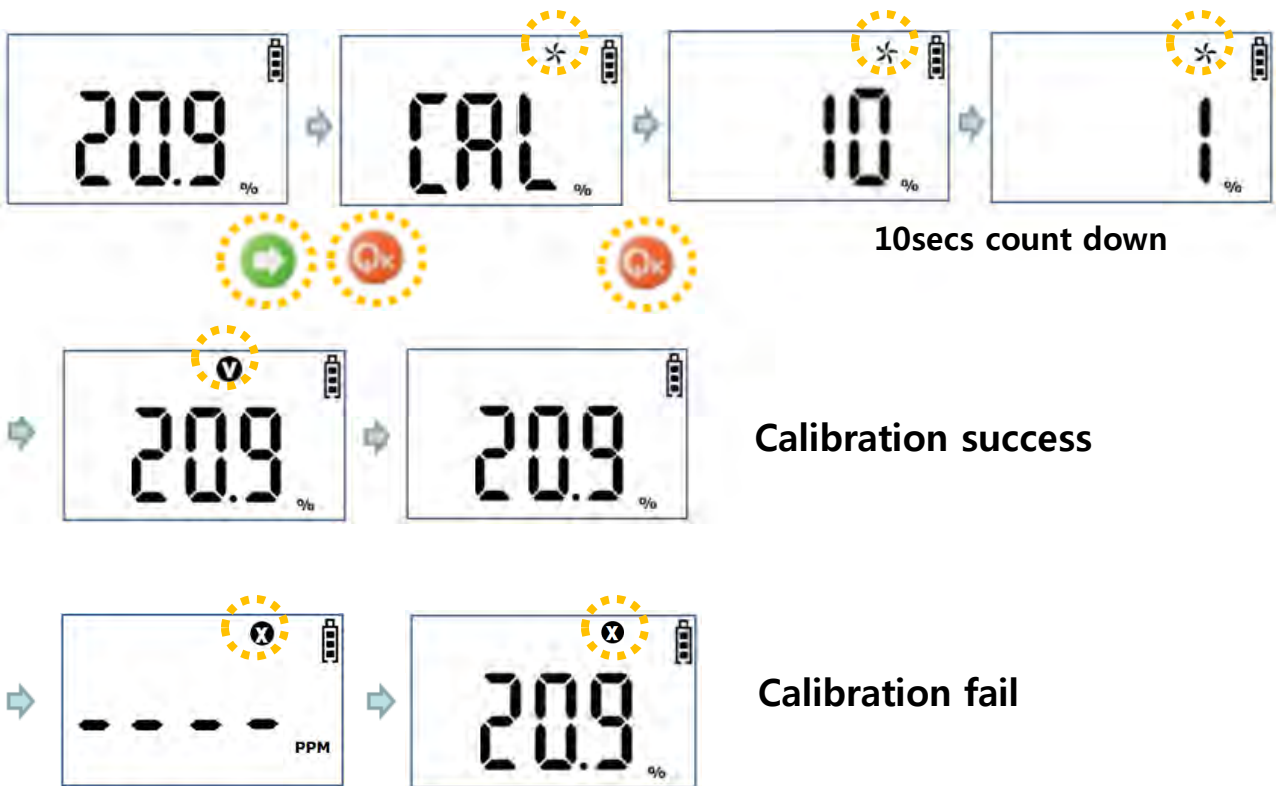 20.9 %
CAL %
10 %
1 %
10secs count down
V
20.9 %
20.9 %
Calibration success
X
- - - - PPM
X
20.9 %
Calibration fail